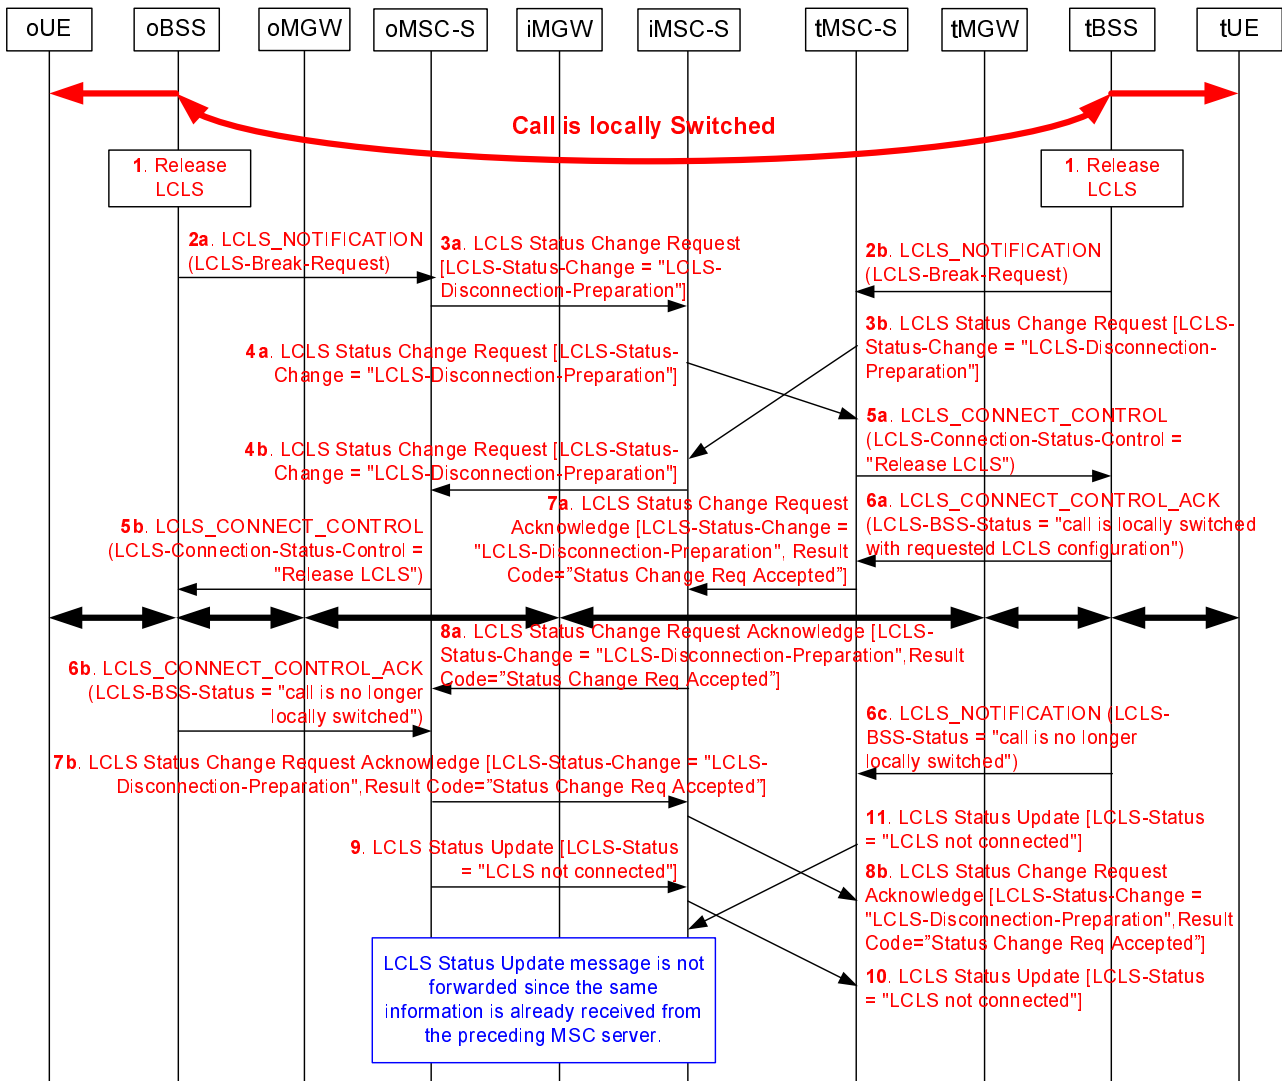 oUE
oBSS
oMGW
oMSC-S
iMGW
iMSC-S
tMSC-S
tMGW
tBSS
tUE
Call is locally Switched
1. Release
LCLS
1. Release
LCLS
2a. LCLS_NOTIFICATION
(LCLS-Break-Request)
3a. LCLS Status Change Request
[LCLS-Status-Change = "LCLS-
Disconnection-Preparation"]
2b. LCLS_NOTIFICATION
(LCLS-Break-Request)
3b. LCLS Status Change Request [LCLS-
Status-Change = "LCLS-Disconnection-
Preparation"]
4a. LCLS Status Change Request [LCLS-Status-
Change = "LCLS-Disconnection-Preparation"]
5a. LCLS_CONNECT_CONTROL
(LCLS-Connection-Status-Control =
"Release LCLS")
4b. LCLS Status Change Request [LCLS-Status-
Change = "LCLS-Disconnection-Preparation"]
7a. LCLS Status Change Request
Acknowledge [LCLS-Status-Change =
"LCLS-Disconnection-Preparation", Result
Code=”Status Change Req Accepted”]
6a. LCLS_CONNECT_CONTROL_ACK
(LCLS-BSS-Status = "call is locally switched
with requested LCLS configuration")
5b. LCLS_CONNECT_CONTROL
(LCLS-Connection-Status-Control =
"Release LCLS")
8a. LCLS Status Change Request Acknowledge [LCLS-
Status-Change = "LCLS-Disconnection-Preparation",Result
Code=”Status Change Req Accepted”]
6b. LCLS_CONNECT_CONTROL_ACK
(LCLS-BSS-Status = "call is no longer
locally switched")
6c. LCLS_NOTIFICATION (LCLS-
BSS-Status = "call is no longer
locally switched")
7b. LCLS Status Change Request Acknowledge [LCLS-Status-Change = "LCLS-
Disconnection-Preparation",Result Code=”Status Change Req Accepted”]
11. LCLS Status Update [LCLS-Status
= "LCLS not connected"]
9. LCLS Status Update [LCLS-Status
= "LCLS not connected"]
8b. LCLS Status Change Request
Acknowledge [LCLS-Status-Change =
"LCLS-Disconnection-Preparation",Result
Code=”Status Change Req Accepted”]
10. LCLS Status Update [LCLS-Status
= "LCLS not connected"]
LCLS Status Update message is not
forwarded since the same
information is already received from
the preceding MSC server.